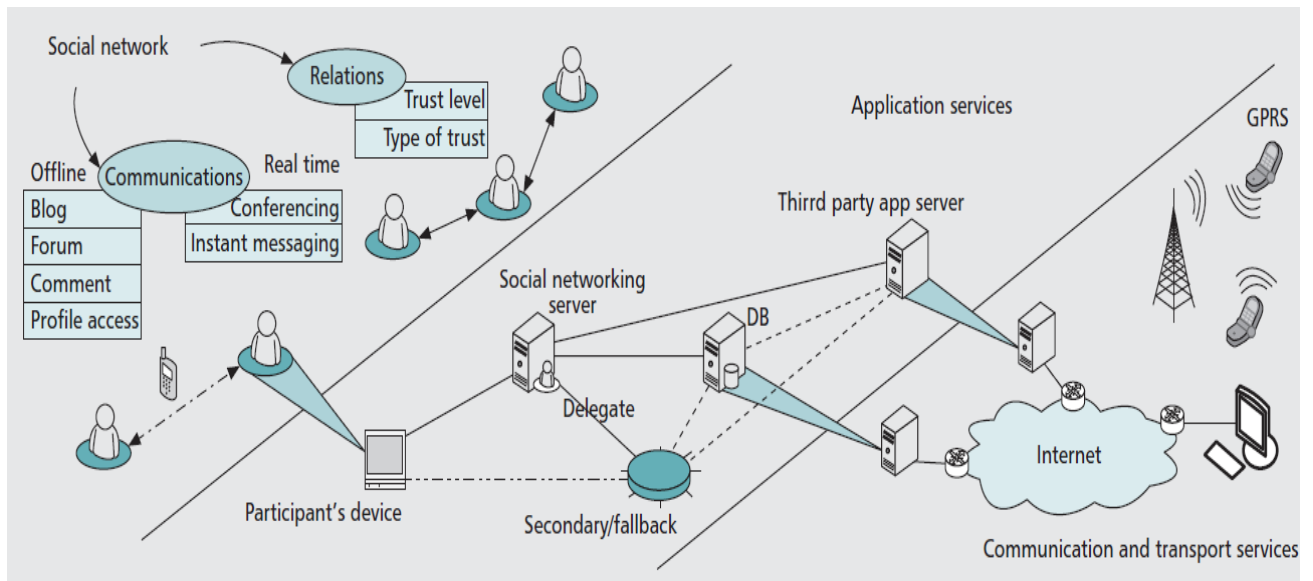 Social network
Relations
Trust level
Type of trust
Offline
Communications
Real time
Blog
Forum
Comment
Profile access
Conferencing
Instant messaging
Participant's device
Application services
Thirrd party app server
Social networking
server
DB
Delegate
Secondary/fallback
GPRS
Internet
Communication and transport services